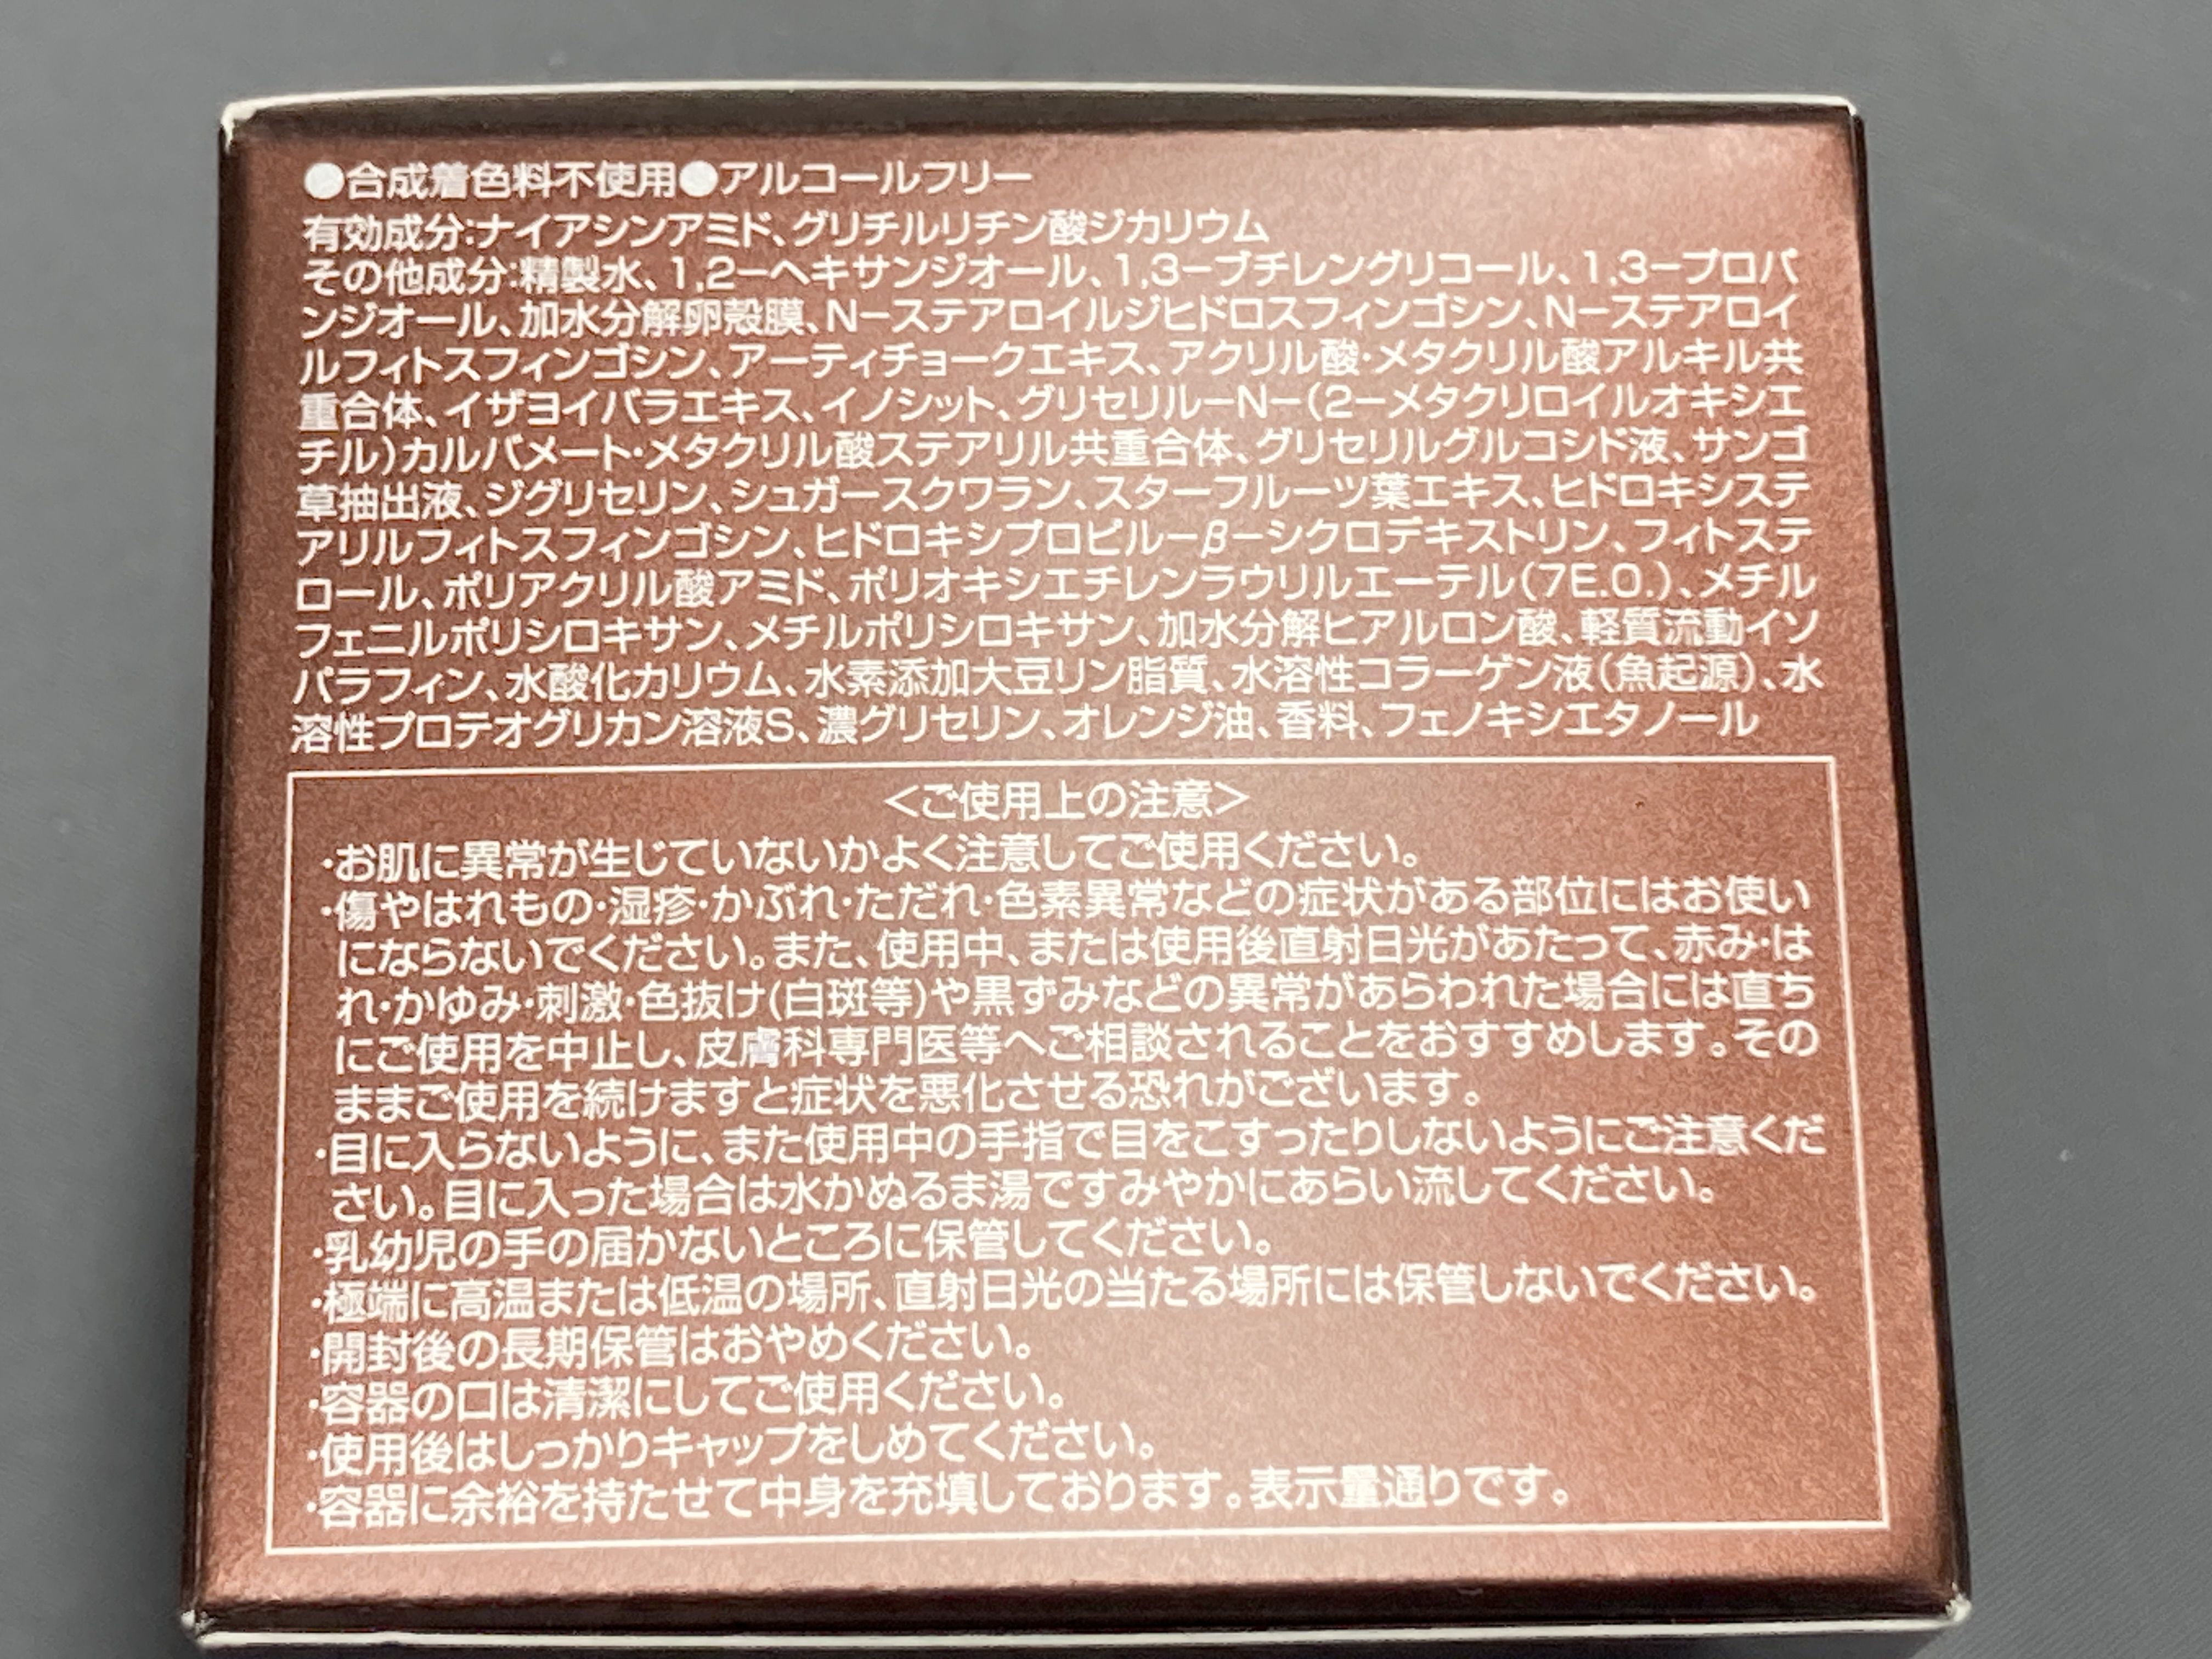 ●合成着色料不使用●アルコールフリー
有効成分:ナイアシンアミド、グリチルリチン酸ジカリウム
その他成分:精製水、1,2−ヘキサンジオール、1,3−ブチレングリコール、1,3−プロパ
ンジオール、加水分解卵殻膜、N−ステアロイルジヒドロスフィンゴシン、N−ステアロイ
ルフィトスフィンゴシン、アーティチョークエキス、アクリル酸・メタクリル酸アルキル共
重合体、イザヨイバラエキス、イノシット、グリセリル−N−(2−メタクリロイルオキシエ
チル)カルバメート・メタクリル酸ステアリル共重合体、グリセリルグルコシド液、サンゴ
草抽出液、ジグリセリン、シュガースクワラン、スターフルーツ葉エキス、ヒドロキシステ
アリルフィトスフィンゴシン、ヒドロキシプロピル−β−シクロデキストリン、フィトステ
ロール、ポリアクリル酸アミド、ポリオキシエチレンラウリルエーテル(7E.O.)、メチル
フェニルポリシロキサン、メチルポリシロキサン、加水分解ヒアルロン酸、軽質流動イソ
パラフィン、水酸化カリウム、水素添加大豆リン脂質、水溶性コラーゲン液(魚起源)、水
溶性プロテオグリカン溶液S、濃グリセリン、オレンジ油、香料、フェノキシエタノール
<ご使用上の注意>
・お肌に異常が生じていないかよく注意してご使用ください。
・傷やはれもの・湿疹・かぶれ・ただれ・色素異常などの症状がある部位にはお使い
にならないでください。また、使用中、または使用後直射日光があたって、赤み・は
れ・かゆみ・刺激・色抜け(白斑等)や黒ずみなどの異常があらわれた場合には直ち
にご使用を中止し、皮膚科専門医等へご相談されることをおすすめします。その
ままご使用を続けますと症状を悪化させる恐れがございます。
・目に入らないように、また使用中の手指で目をこすったりしないようにご注意くだ
さい。目に入った場合は水かぬるま湯ですみやかにあらい流してください。
・乳幼児の手の届かないところに保管してください。
・極端に高温または低温の場所、直射日光の当たる場所には保管しないでください。
・開封後の長期保管はおやめください。
・容器の口は清潔にしてご使用ください。
・使用後はしっかりキャップをしめてください。
・容器に余裕を持たせて中身を充填しております。表示量通りです。